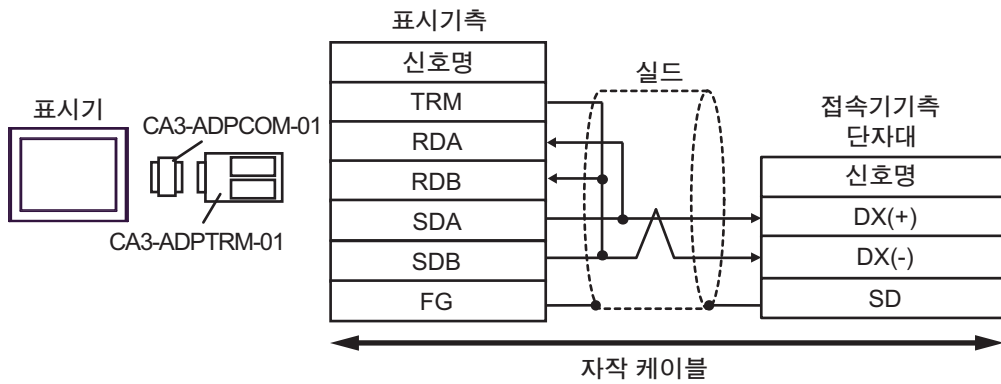 표시기
CA3-ADPCOM-01
CA3-ADPTRM-01
표시기측
신호명
TRM
RDA
RDB
SDA
SDB
FG
실드
접속기기측
단자대
신호명
DX(+)
DX(-)
SD
자작 케이블